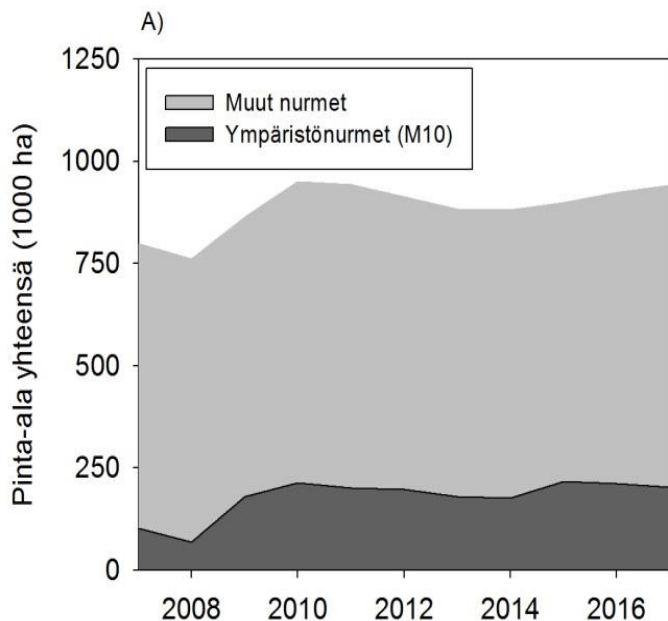 A)
1250
1000
750
500
250
0
Pinta-ala yhteensä (1000 ha)
Muut nurmet
Ympäristönurmet (M10)
2008 2010 2012 2014 2016